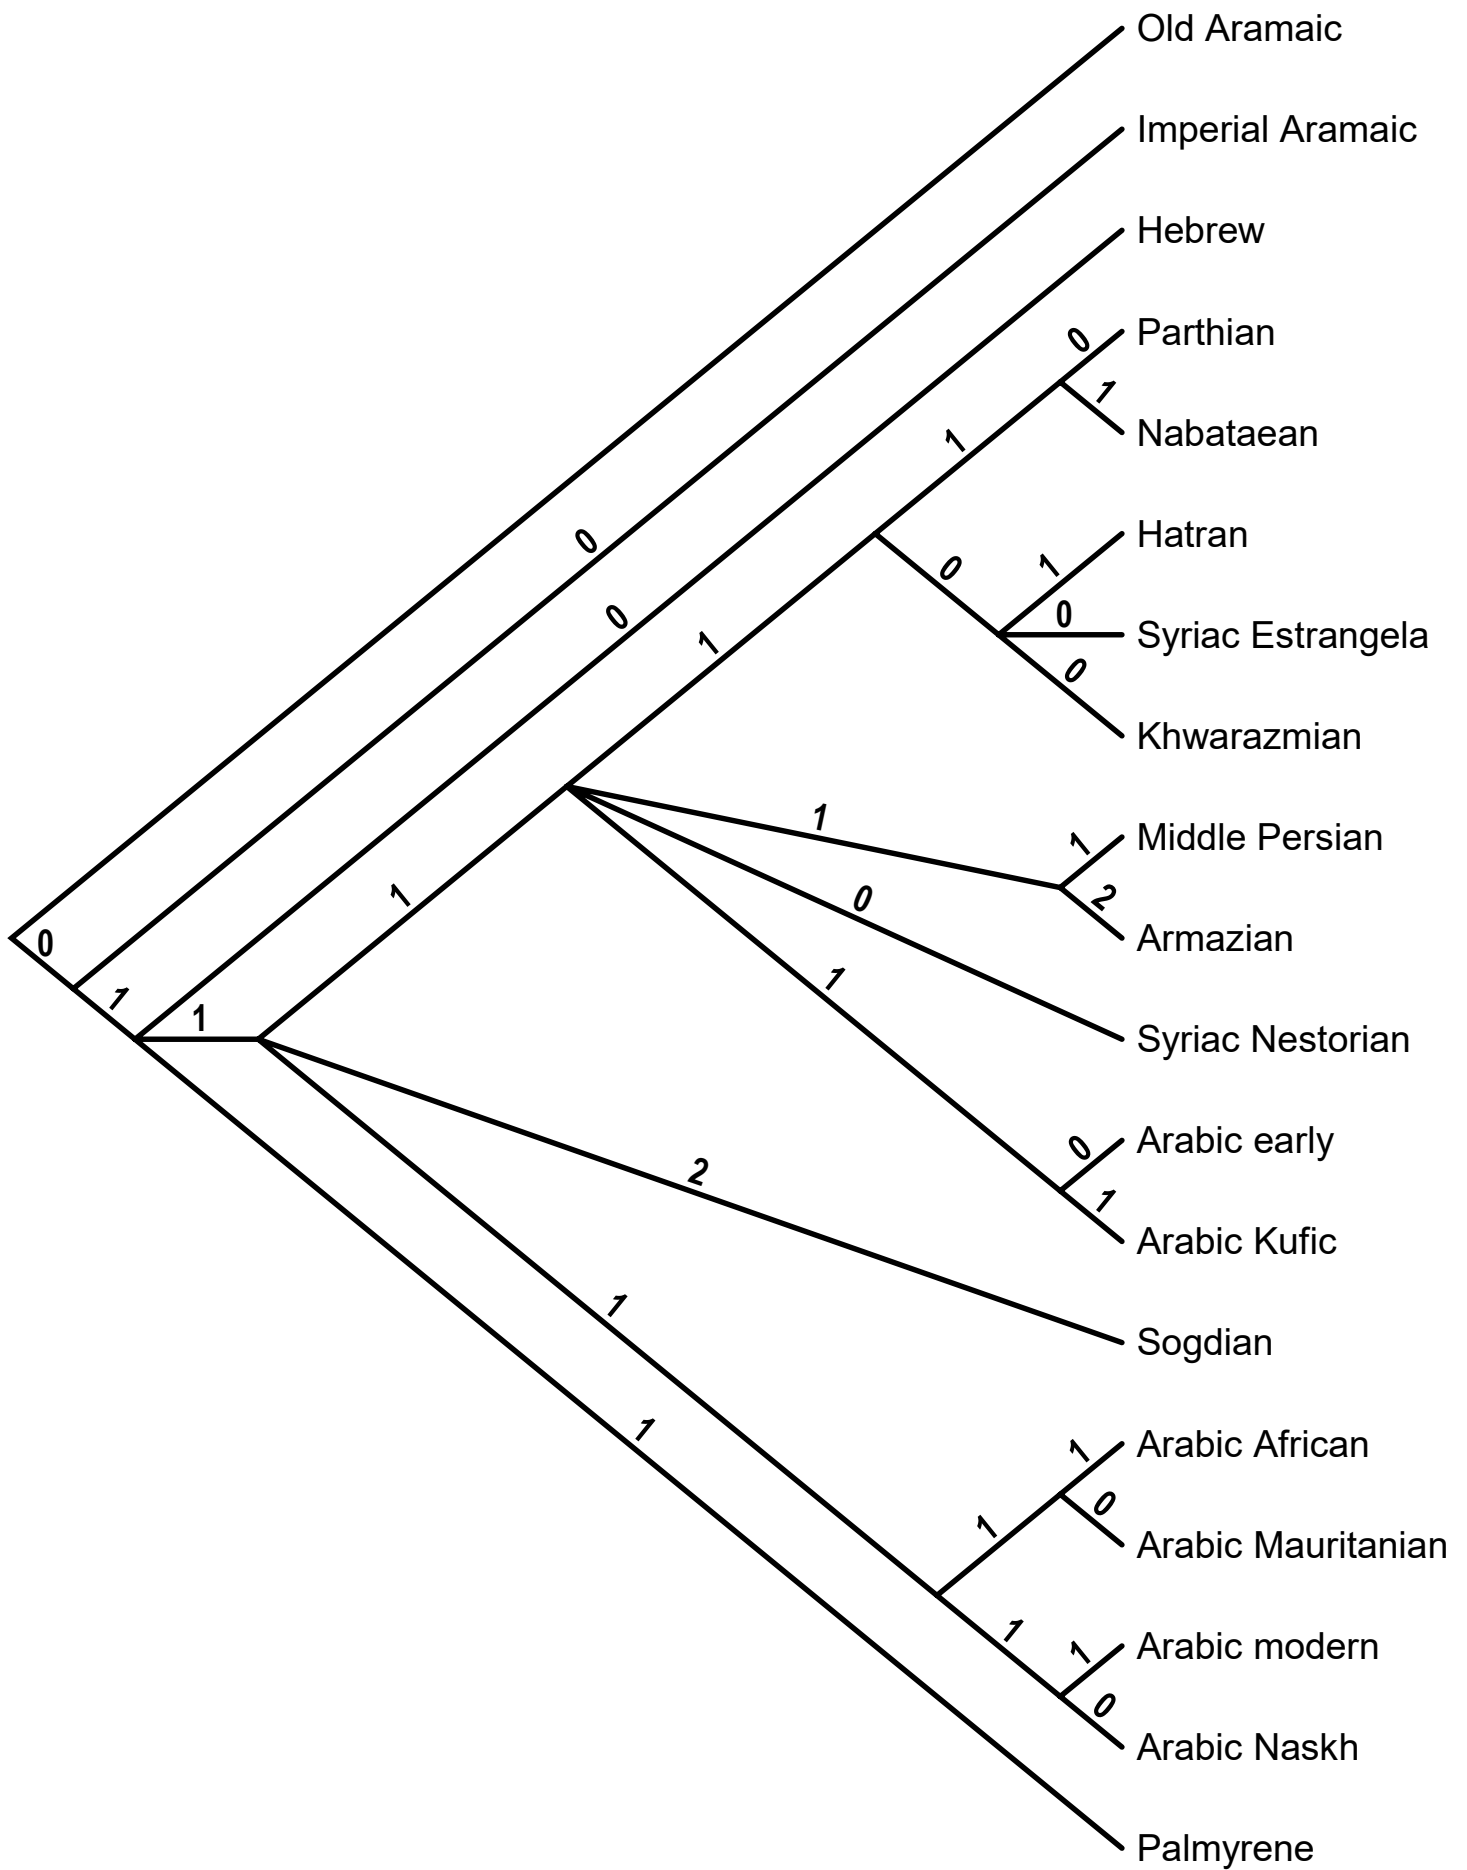 Old Aramaic
Imperial Aramaic
Hebrew
0 Parthian
1
1 Nabataean
Hatran
0
0 1
0 Syriac Estrangela
0
1
0
Khwarazmian
1 1 Middle Persian
1 0 2
Armazian
0
1
1
1 Syriac Nestorian
0 Arabic early
2 1
Arabic Kufic
1
Sogdian
1
1 Arabic African
1 0
Arabic Mauritanian
1 1 Arabic modern
0
Arabic Naskh
Palmyrene